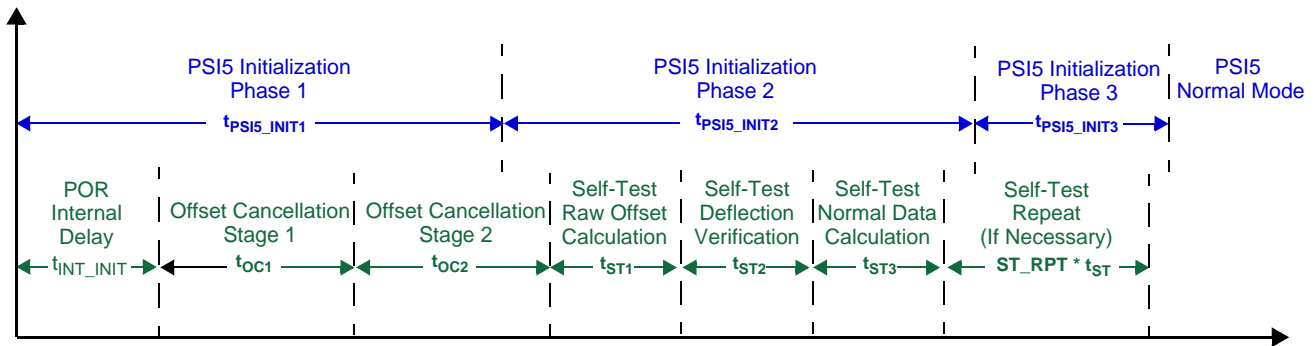 PSI5 Initialization
Phase 1
tPSI5_INIT1
PSI5 Initialization
Phase 2
tPSI5_INIT2
PSI5 Initialization
Phase 3
tPSI5_INIT3
PSI5
Normal Mode
POR
Internal
Delay
tINT_INIT
Offset Cancellation
Stage 1
tOC1
Offset Cancellation
Stage 2
tOC2
Self-Test
Raw Offset
Calculation
tST1
Self-Test
Deflection
Verification
tST2
Self-Test
Normal Data
Calculation
tST3
Self-Test
Repeat
(If Necessary)
ST_RPT * tST